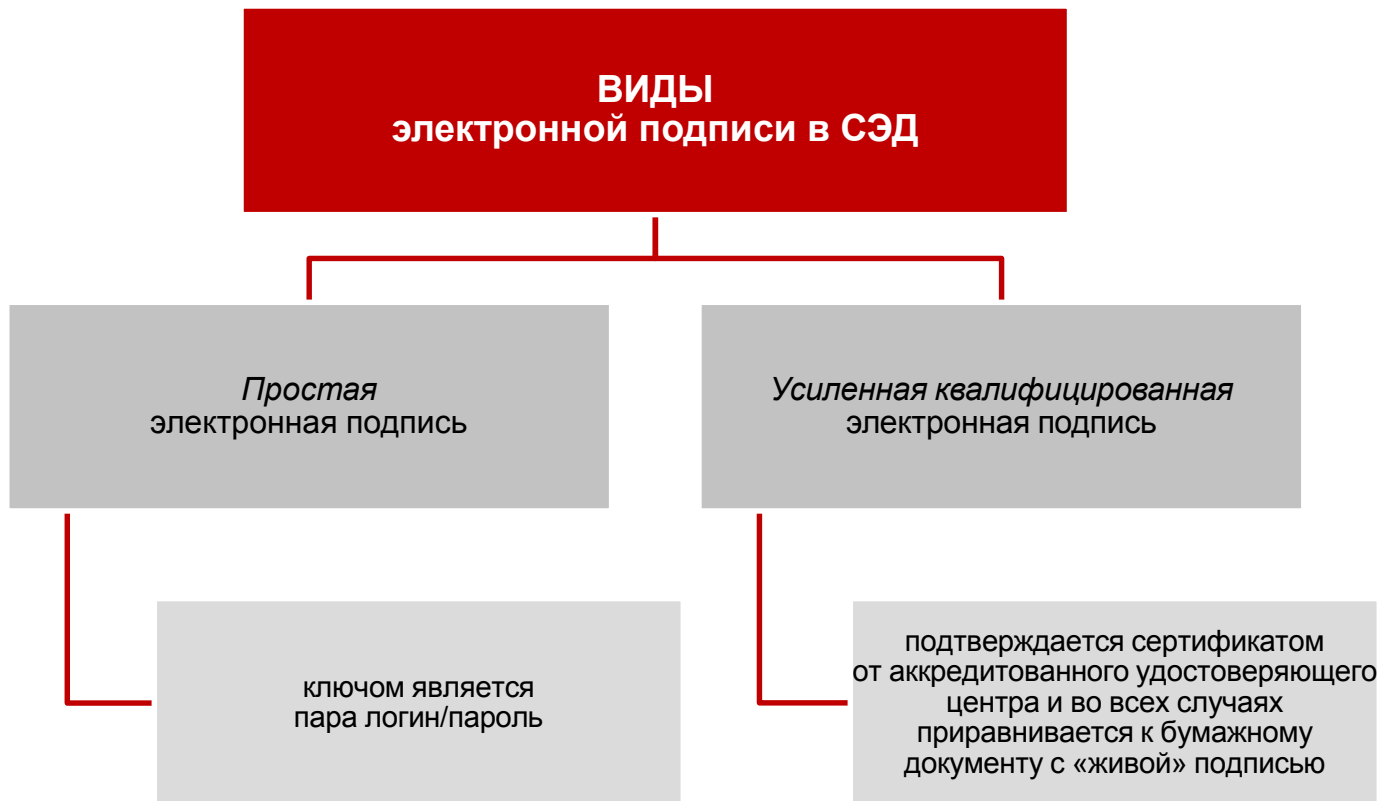 ВИДЫ
электронной подписи в СЭД
Простая
электронная подпись
Усиленная квалифицированная
электронная подпись
ключом является
пара логин/пароль
подтверждается сертификатом
от аккредитованного удостоверяющего
центра и во всех случаях
приравнивается к бумажному
документу с «живой» подписью